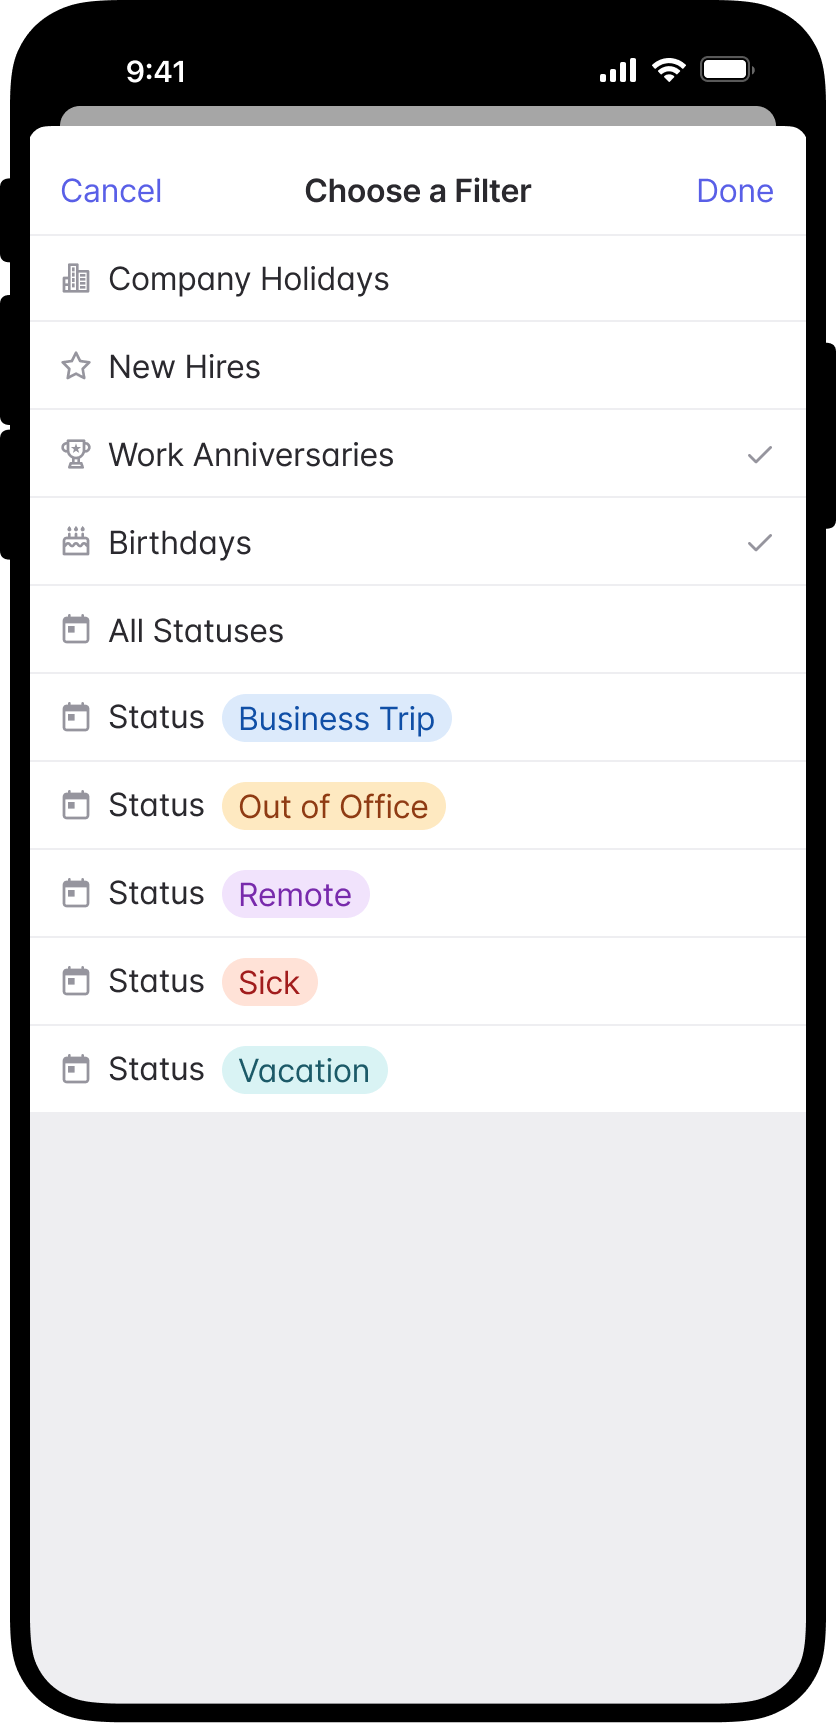 9:41
Cancel Choose a Filter Done
Company Holidays
New Hires
Work Anniversaries
Birthdays
All Statuses
Status Business Trip
Status Out of Office
Status Remote
Status Sick
Status Vacation